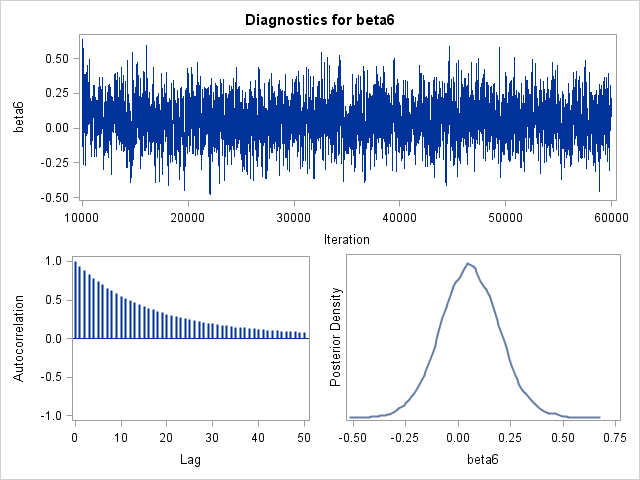 Diagnostics for beta6
beta6
0.50
0.25
0.00
-0.25
-0.50
10000 20000 30000 40000 50000 60000
Iteration
Autocorrelation
1.0
0.5
0.0
-0.5
-1.0
0 10 20 30 40 50
Lag
Posterior Density
-0.50 -0.25 0.00 0.25 0.50 0.75
beta6